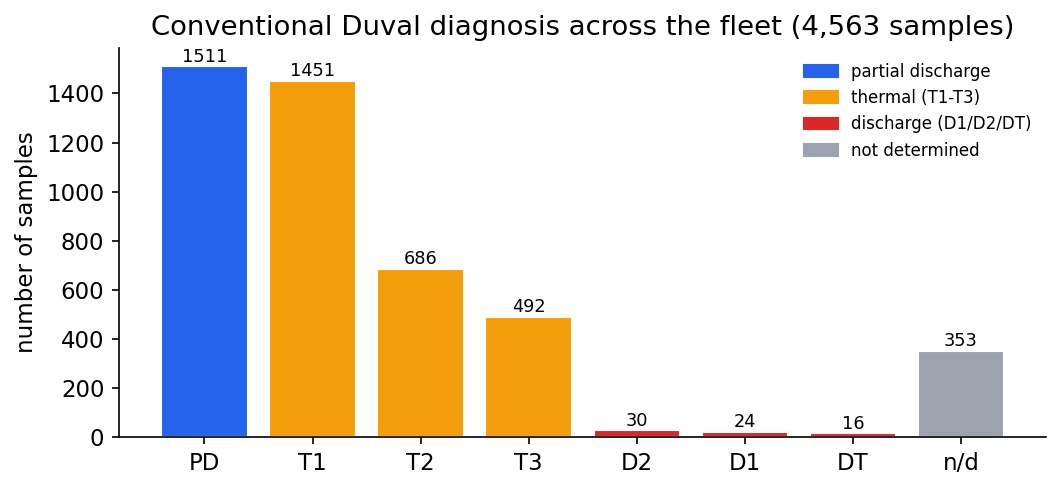 Conventional Duval diagnosis across the fleet (4,563 samples)
number of samples
1400
1200
1000
800
600
400
200
0
1511
1451
686
492
30
24
16
353
PD
T1
T2
T3
D2
D1
DT
n/d
partial discharge
thermal (T1-T3)
discharge (D1/D2/DT)
not determined